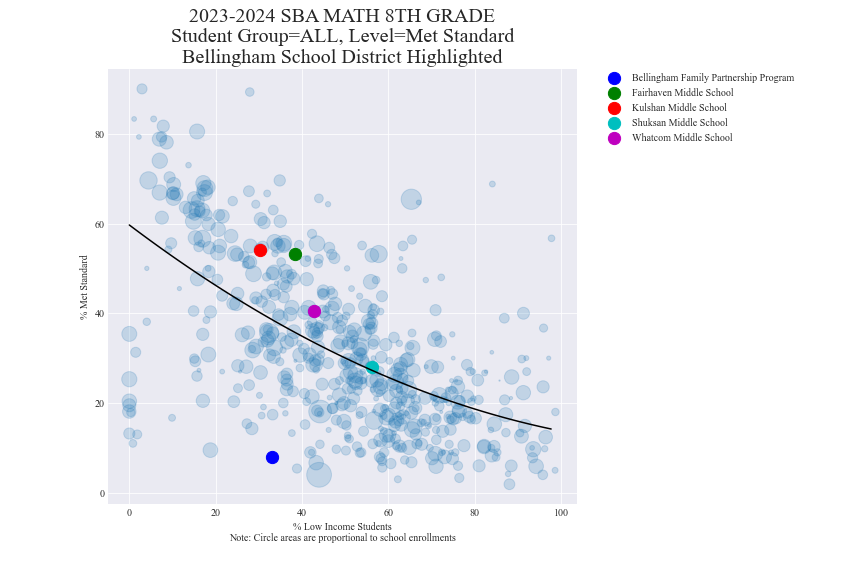 2023-2024 SBA MATH 8TH GRADE
Student Group=ALL, Level=Met Standard
Bellingham School District Highlighted
Bellingham Family Partnership Program
Fairhaven Middle School
Kulshan Middle School
Shuksan Middle School
Whatcom Middle School
% Met Standard
80
60
40
20
0
0 20 40 60 80 100
% Low Income Students
Note: Circle areas are proportional to school enrollments